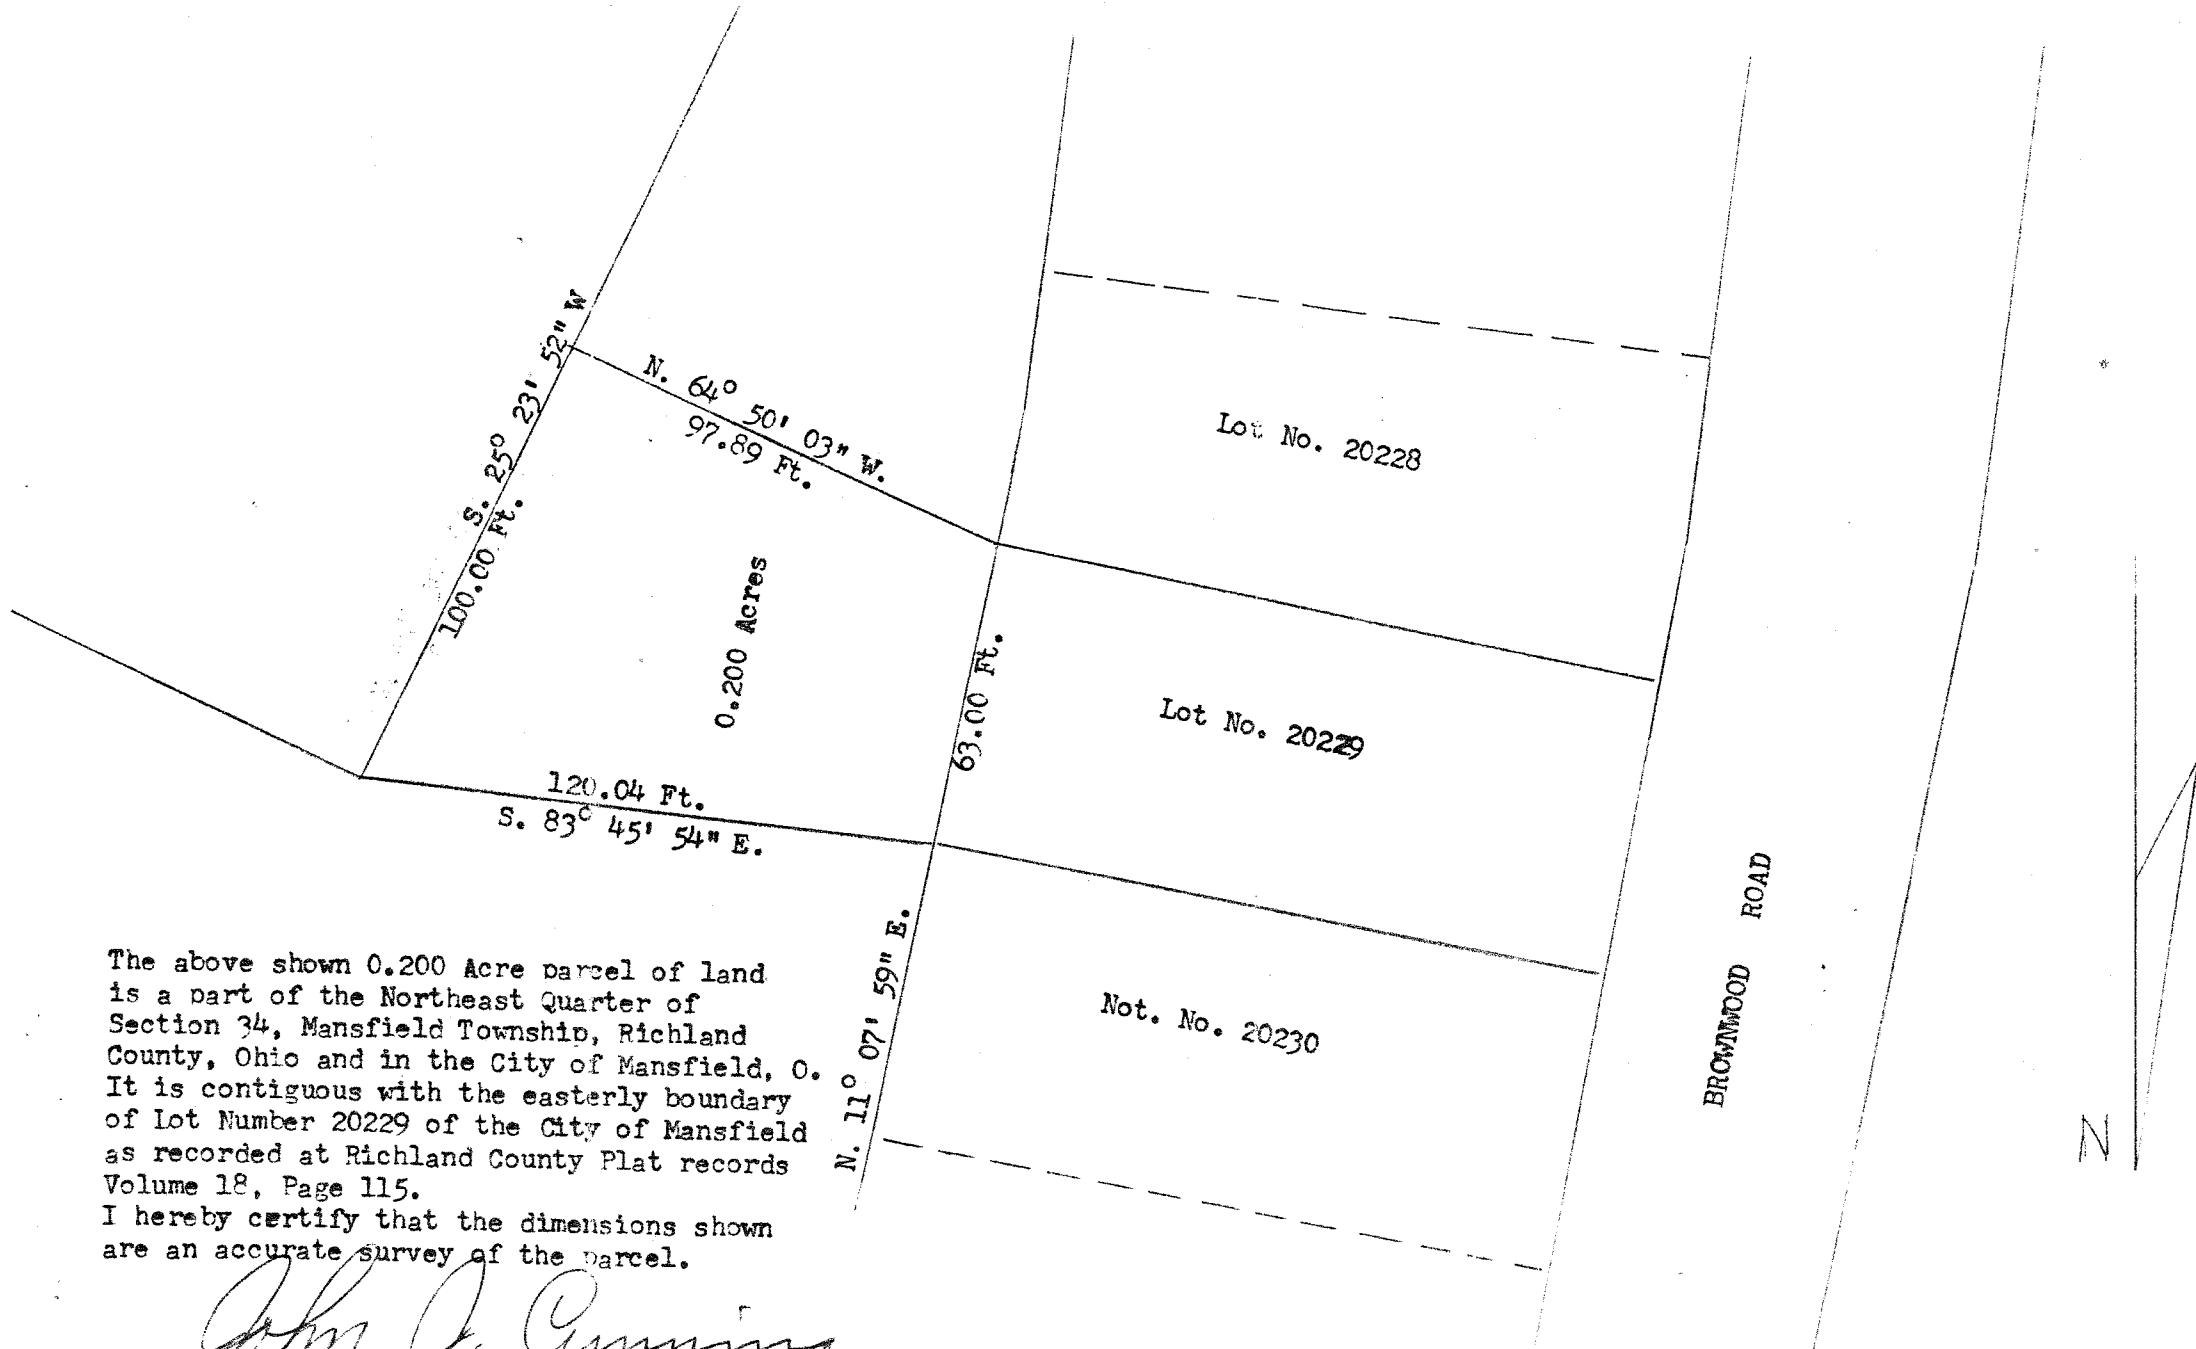 S. 25° 23' 52" W
100.00 Ft.
N. 64° 50' 03" W.
97.89 Ft.
0.200 Acres
63.00 Ft.
120.04 Ft.
S. 83° 45' 54" E.
N. 11° 07' 59" E.
Lot No. 20228
Lot No. 20229
Not. No. 20230
BROWNWOOD ROAD
N
The above shown 0.200 Acre parcel of land
is a part of the Northeast Quarter of
Section 34, Mansfield Township, Richland
County, Ohio and in the City of Mansfield, O.
It is contiguous with the easterly boundary
of Lot Number 20229 of the City of Mansfield
as recorded at Richland County Plat records
Volume 18, Page 115.
I hereby certify that the dimensions shown
are an accurate survey of the parcel.
John